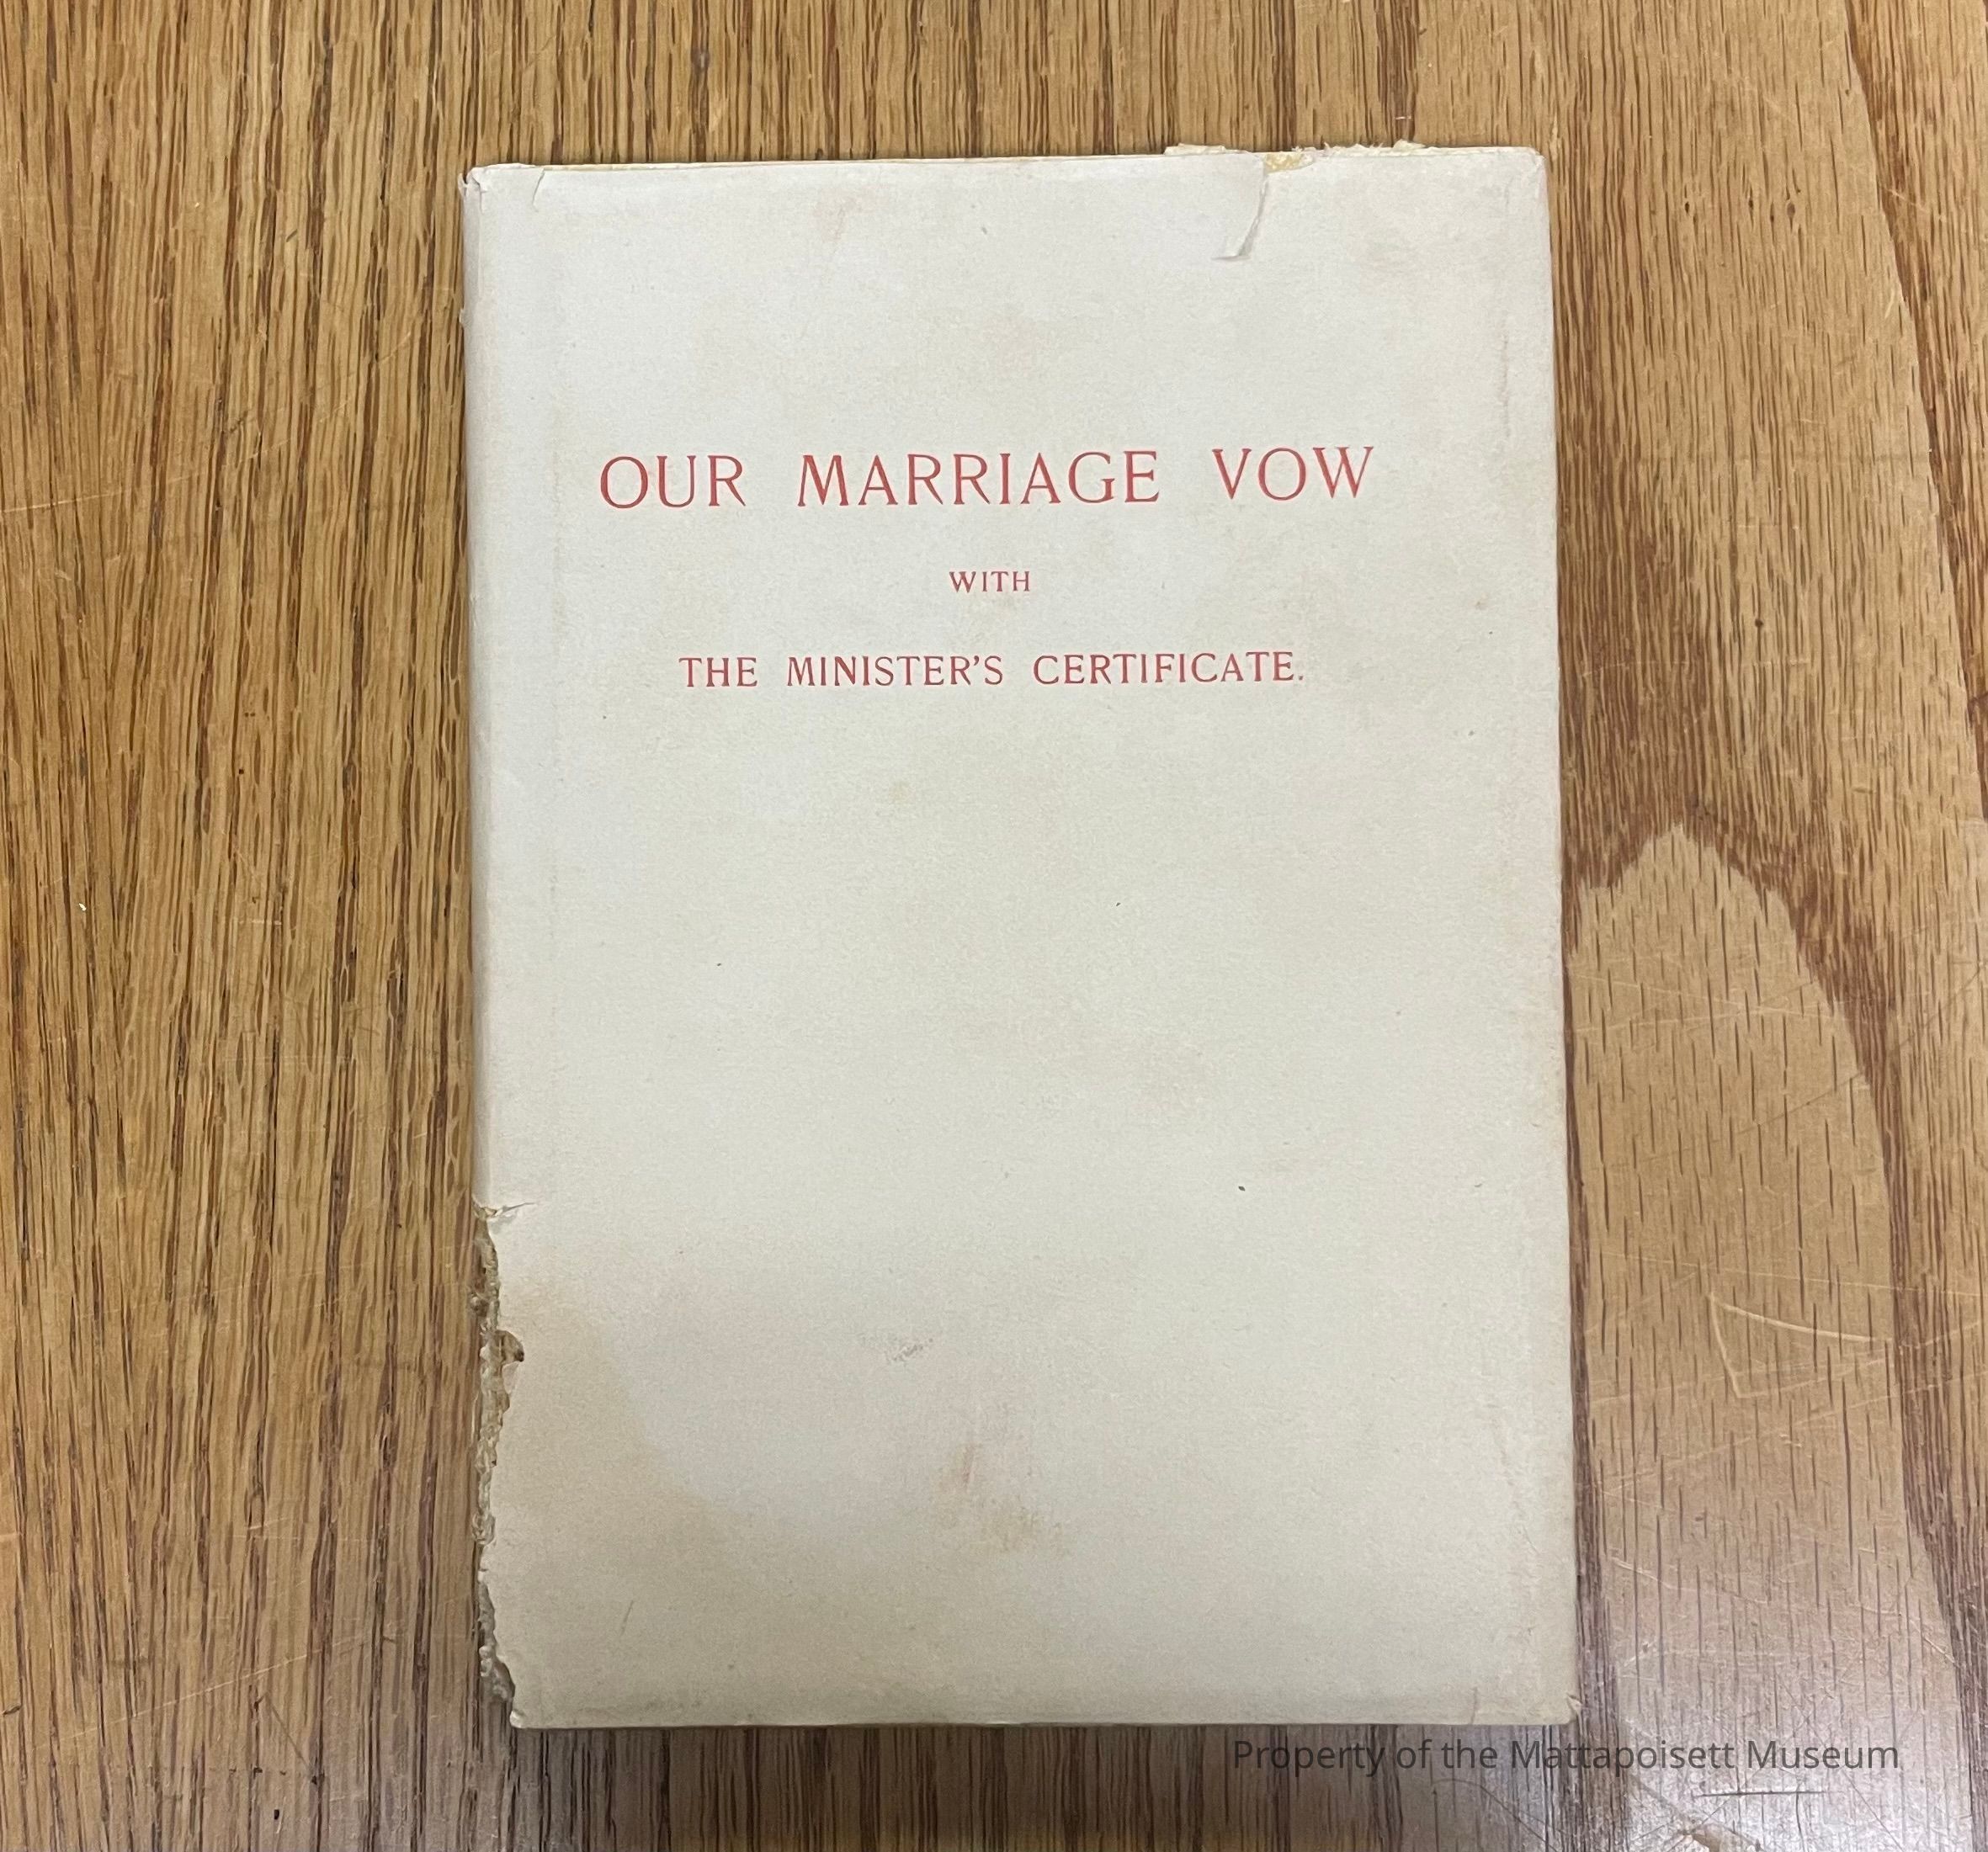 OUR MARRIAGE VOW
WITH
THE MINISTER'S CERTIFICATE.
Property of the Mattapoisett Museum